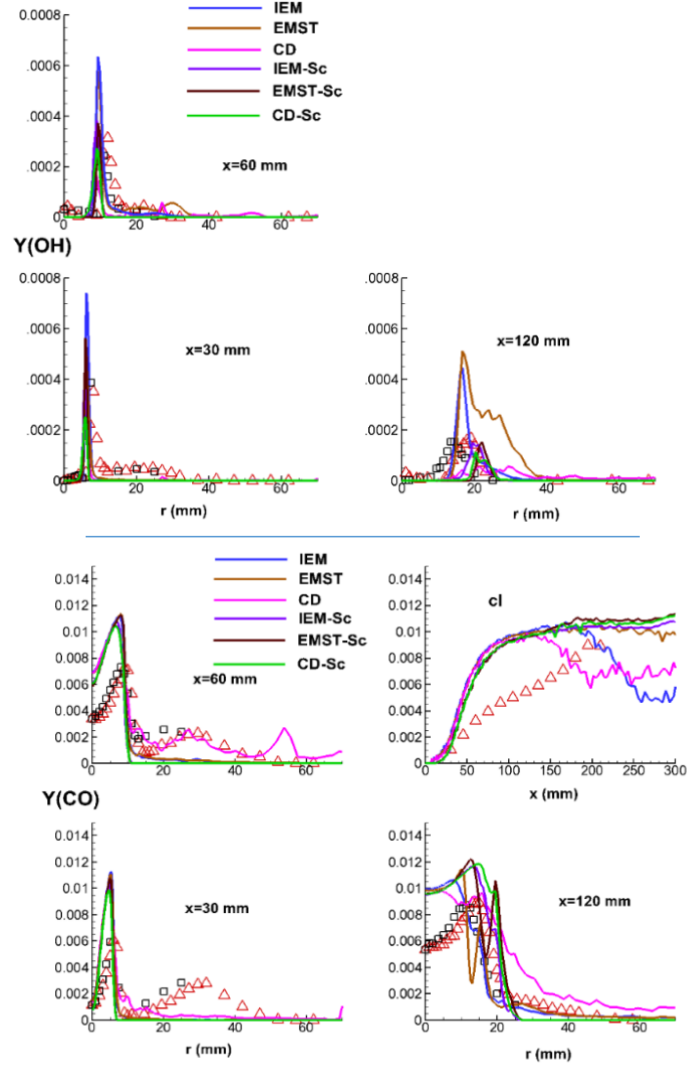 0.0008
.0006
.0004
.0002
0
0 20 40 60
IEM
EMST
CD
IEM-Sc
EMST-Sc
CD-Sc
x=60 mm
Y(OH)
0.0008
.0006
.0004
.0002
0
0 20 40 60
r (mm)
x=30 mm
0.0008
.0006
.0004
.0002
0
0 20 40 60
r (mm)
x=120 mm
0.014
0.012
0.01
0.008
0.006
0.004
0.002
0
0 20 40 60
IEM
EMST
CD
IEM-Sc
EMST-Sc
CD-Sc
x=60 mm
0.014
0.012
0.01
0.008
0.006
0.004
0.002
0
0 50 100 150 200 250 300
x (mm)
cl
Y(CO)
0.014
0.012
0.01
0.008
0.006
0.004
0.002
0
0 20 40 60
r (mm)
x=30 mm
0.014
0.012
0.01
0.008
0.006
0.004
0.002
0
0 20 40 60
r (mm)
x=120 mm